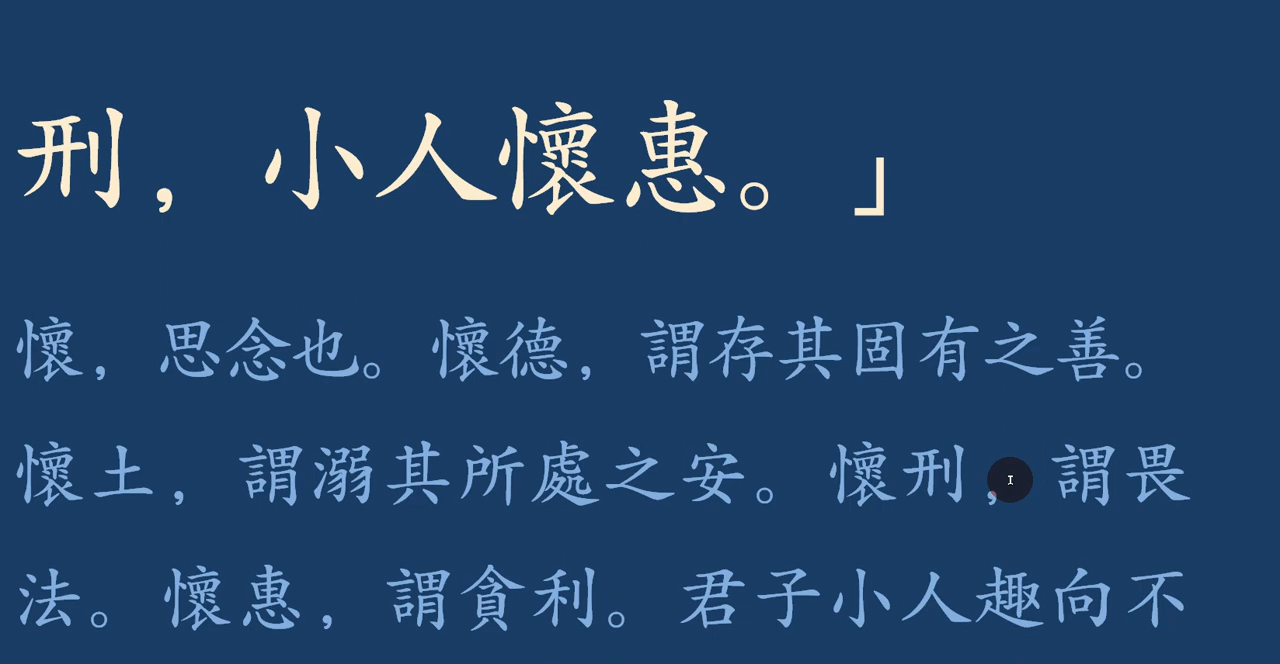 刑，小人懷惠。」
懷，思念也。懷德，謂存其固有之善。
懷土，謂溺其所處之安。懷刑，謂畏
法。懷惠，謂貪利。君子小人趣向不